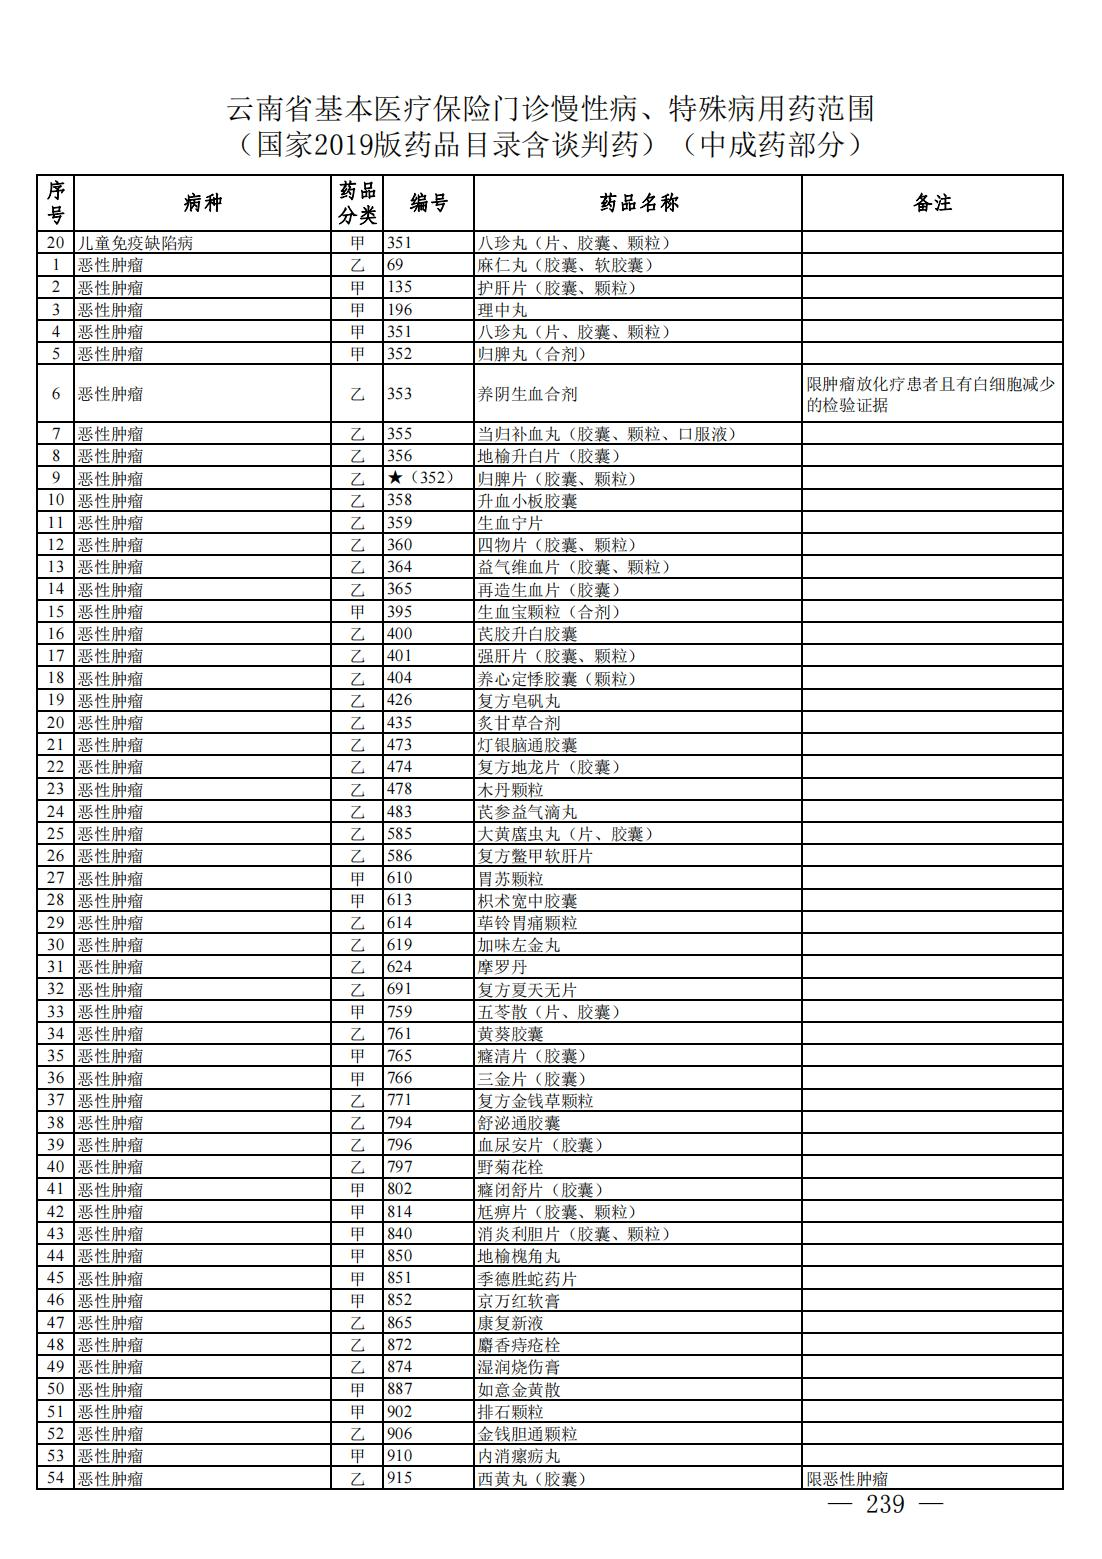 云南省基本医疗保险门诊慢性病、特殊病用药范围
（国家2019版药品目录含谈判药）（中成药部分）
序号 病种 药品分类 编号 药品名称 备注
20 儿童免疫缺陷病 甲 351 八珍丸（片、胶囊、颗粒）
1 恶性肿瘤 乙 69 麻仁丸（胶囊、软胶囊）
2 恶性肿瘤 甲 135 护肝片（胶囊、颗粒）
3 恶性肿瘤 甲 196 理中丸
4 恶性肿瘤 甲 351 八珍丸（片、胶囊、颗粒）
5 恶性肿瘤 甲 352 归脾丸（合剂）
6 恶性肿瘤 乙 353 养阴生血合剂 限肿瘤放化疗患者且有白细胞减少
的检验证据
7 恶性肿瘤 乙 355 当归补血丸（胶囊、颗粒、口服液）
8 恶性肿瘤 乙 356 地榆升白片（胶囊）
9 恶性肿瘤 乙 ★（352） 归脾片（胶囊、颗粒）
10 恶性肿瘤 乙 358 升血小板胶囊
11 恶性肿瘤 乙 359 生血宁片
12 恶性肿瘤 乙 360 四物片（胶囊、颗粒）
13 恶性肿瘤 乙 364 益气维血片（胶囊、颗粒）
14 恶性肿瘤 乙 365 再造生血片（胶囊）
15 恶性肿瘤 甲 395 生血宝颗粒（合剂）
16 恶性肿瘤 乙 400 芪胶升白胶囊
17 恶性肿瘤 乙 401 强肝片（胶囊、颗粒）
18 恶性肿瘤 乙 404 养心定悸胶囊（颗粒）
19 恶性肿瘤 乙 426 复方皂矾丸
20 恶性肿瘤 乙 435 炙甘草合剂
21 恶性肿瘤 乙 473 灯银脑通胶囊
22 恶性肿瘤 乙 474 复方地龙片（胶囊）
23 恶性肿瘤 乙 478 木丹颗粒
24 恶性肿瘤 乙 483 芪参益气滴丸
25 恶性肿瘤 乙 585 大黄䗪虫丸（片、胶囊）
26 恶性肿瘤 乙 586 复方鳖甲软肝片
27 恶性肿瘤 甲 610 胃苏颗粒
28 恶性肿瘤 甲 613 枳术宽中胶囊
29 恶性肿瘤 乙 614 荜铃胃痛颗粒
30 恶性肿瘤 乙 619 加味左金丸
31 恶性肿瘤 乙 624 摩罗丹
32 恶性肿瘤 乙 691 复方夏天无片
33 恶性肿瘤 甲 759 五苓散（片、胶囊）
34 恶性肿瘤 乙 761 黄葵胶囊
35 恶性肿瘤 甲 765 癃清片（胶囊）
36 恶性肿瘤 甲 766 三金片（胶囊）
37 恶性肿瘤 乙 771 复方金钱草颗粒
38 恶性肿瘤 乙 794 舒泌通胶囊
39 恶性肿瘤 乙 796 血尿安片（胶囊）
40 恶性肿瘤 乙 797 野菊花栓
41 恶性肿瘤 甲 802 癃闭舒片（胶囊）
42 恶性肿瘤 甲 814 尪痹片（胶囊、颗粒）
43 恶性肿瘤 甲 840 消炎利胆片（胶囊、颗粒）
44 恶性肿瘤 甲 850 地榆槐角丸
45 恶性肿瘤 甲 851 季德胜蛇药片
46 恶性肿瘤 甲 852 京万红软膏
47 恶性肿瘤 乙 865 康复新液
48 恶性肿瘤 乙 872 麝香痔疮栓
49 恶性肿瘤 乙 874 湿润烧伤膏
50 恶性肿瘤 甲 887 如意金黄散
51 恶性肿瘤 甲 902 排石颗粒
52 恶性肿瘤 乙 906 金钱胆通颗粒
53 恶性肿瘤 甲 910 内消瘰疬丸
54 恶性肿瘤 乙 915 西黄丸（胶囊） 限恶性肿瘤
— 239 —